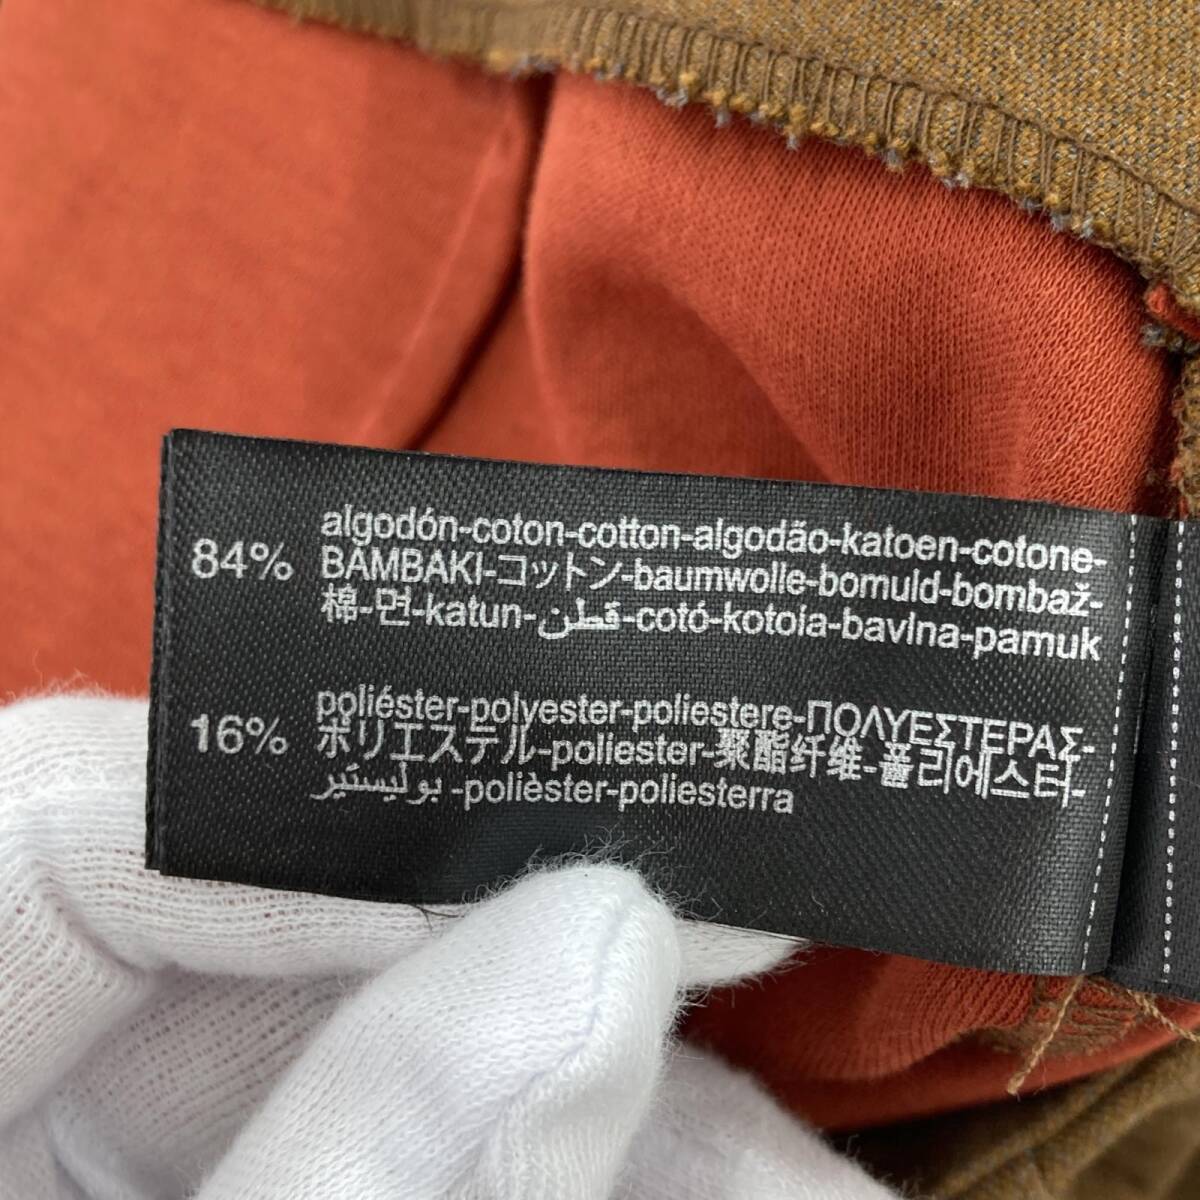 84%
algodón-coton-cotton-algodão-katoen-cotone-
BAMBAKI-コットン-baumwolle-bomuld-bombaž-
棉-면-katun-قطن-cotó-kotoia-bavlna-pamuk
16%
poliéster-polyester-poliestere-ΠΟΛΥΕΣΤΕΡΑΣ-
ポリエステル-poliester-聚酯纤维-폴리에스터-
بوليستير-polièster-poliesterra